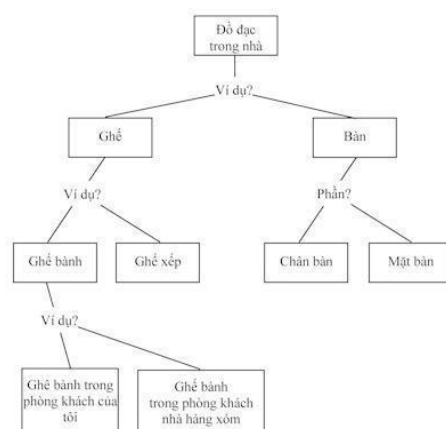 Đồ đạc
trong nhà
Ví dụ?
Ghế
Bàn
Ví dụ?
Phần?
Ghế bành
Ghế xếp
Chân bàn
Mặt bàn
Ví dụ?
Ghê bành trong
phòng khách của
tôi
Ghế bành
trong phòng khách
nhà hàng xóm